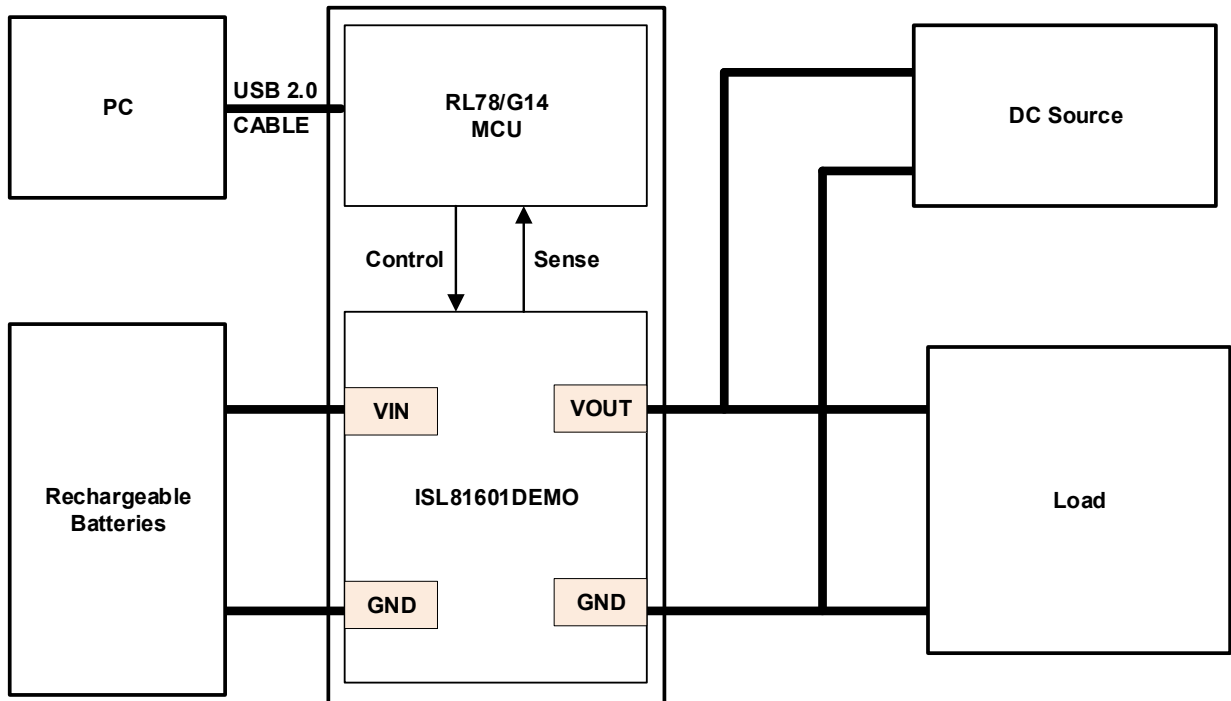 PC
USB 2.0
CABLE
RL78/G14
MCU
DC Source
Control
Sense
Rechargeable
Batteries
VIN
VOUT
ISL81601DEMO
GND
GND
Load